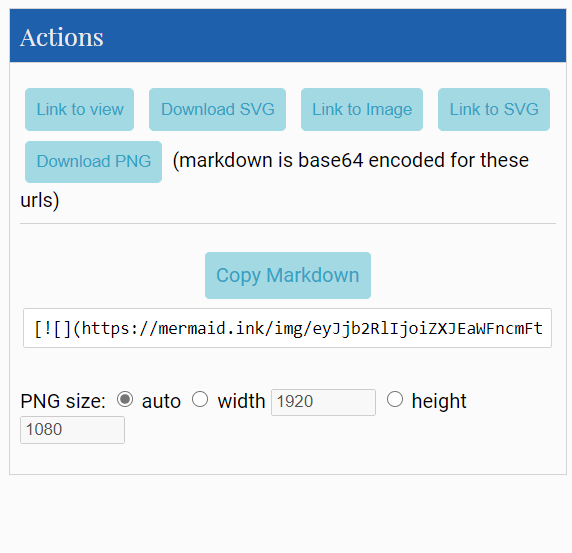 Actions
Link to view Download SVG Link to Image Link to SVG
Download PNG (markdown is base64 encoded for these
urls)
Copy Markdown
[![](https://mermaid.ink/img/eyJjb2RlIjoiZXJEaWFncmFt
PNG size: auto width 1920 height
1080